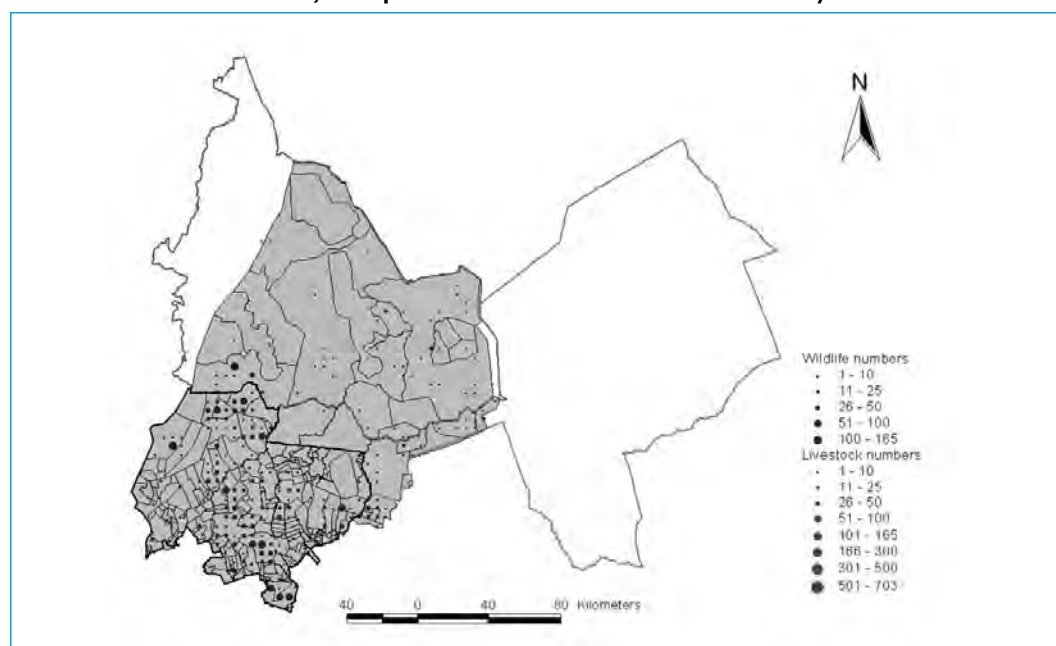 N
Wildlife numbers
1 - 10
11 - 25
26 - 50
51 - 100
100 - 165
Livestock numbers
1 - 10
11 - 25
26 - 50
51 - 100
101 - 165
166 - 300
301 - 500
501 - 703
40 0 40 80 Kilometers